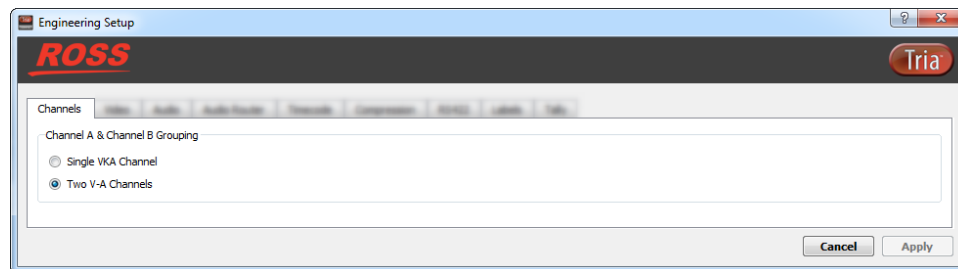 Engineering Setup
ROSS
Tria
Channels Video Audio Audio Router Timecode Compression RS422 Labels Tally
Channel A & Channel B Grouping
Single VKA Channel
Two V-A Channels
Cancel Apply